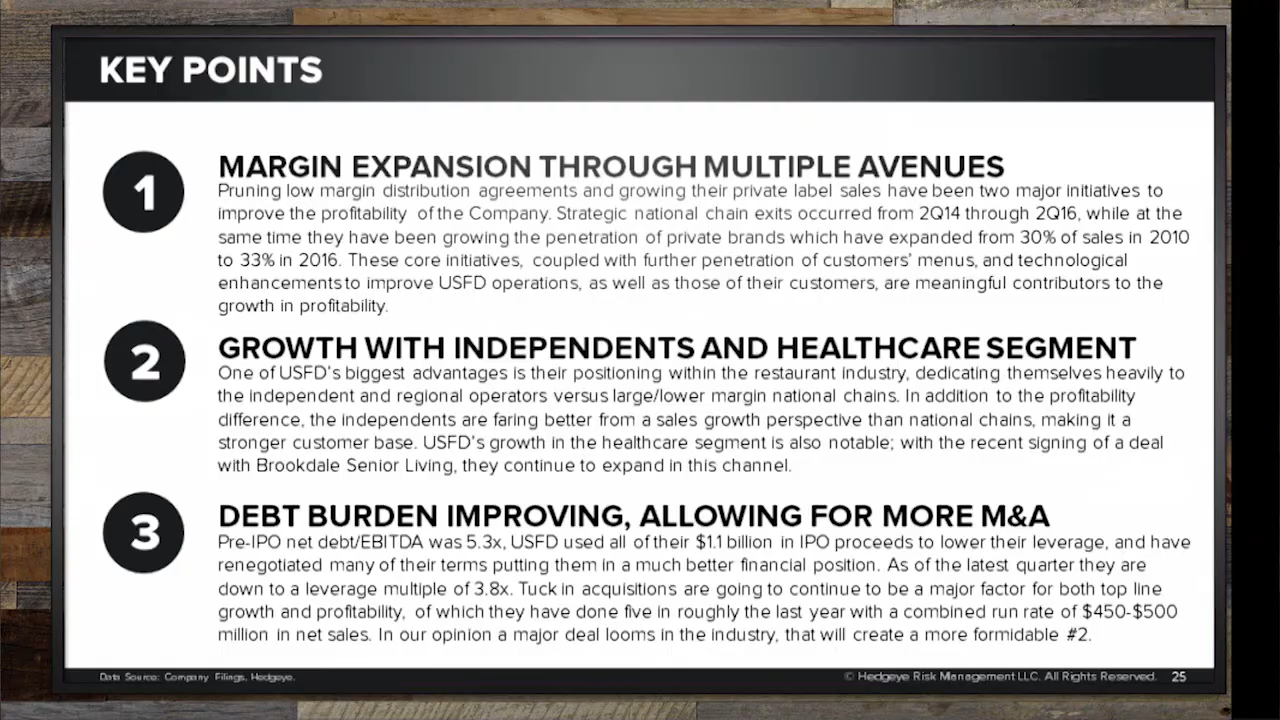 KEY POINTS
1
MARGIN EXPANSION THROUGH MULTIPLE AVENUES
Pruning low margin distribution agreements and growing their private label sales have been two major initiatives to
improve the profitability of the Company. Strategic national chain exits occurred from 2Q14 through 2Q16, while at the
same time they have been growing the penetration of private brands which have expanded from 30% of sales in 2010
to 33% in 2016. These core initiatives, coupled with further penetration of customers' menus, and technological
enhancements to improve USFD operations, as well as those of their customers, are meaningful contributors to the
growth in profitability.
2
GROWTH WITH INDEPENDENTS AND HEALTHCARE SEGMENT
One of USFD's biggest advantages is their positioning within the restaurant industry, dedicating themselves heavily to
the independent and regional operators versus large/lower margin national chains. In addition to the profitability
difference, the independents are faring better from a sales growth perspective than national chains, making it a
stronger customer base. USFD's growth in the healthcare segment is also notable; with the recent signing of a deal
with Brookdale Senior Living, they continue to expand in this channel.
3
DEBT BURDEN IMPROVING, ALLOWING FOR MORE M&A
Pre-IPO net debt/EBITDA was 5.3x, USFD used all of their $1.1 billion in IPO proceeds to lower their leverage, and have
renegotiated many of their terms putting them in a much better financial position. As of the latest quarter they are
down to a leverage multiple of 3.8x. Tuck in acquisitions are going to continue to be a major factor for both top line
growth and profitability, of which they have done five in roughly the last year with a combined run rate of $450-$500
million in net sales. In our opinion a major deal looms in the industry, that will create a more formidable #2.
Data Source: Company Filings, Hedgeye.
© Hedgeye Risk Management LLC. All Rights Reserved. 25